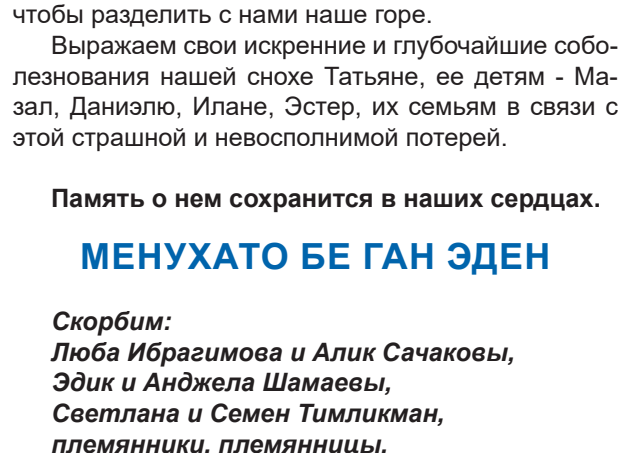 чтобы разделить с нами наше горе.
Выражаем свои искренние и глубочайшие собо-
лезнования нашей снохе Татьяне, ее детям - Ма-
зал, Даниэлю, Илане, Эстер, их семьям в связи с
этой страшной и невосполнимой потерей.
Память о нем сохранится в наших сердцах.
МЕНУХАТО БЕ ГАН ЭДЕН
Скорбим:
Люба Ибрагимова и Алик Сачаковы,
Эдик и Анджела Шамаевы,
Светлана и Семен Тимликман,
племянники, племянницы,